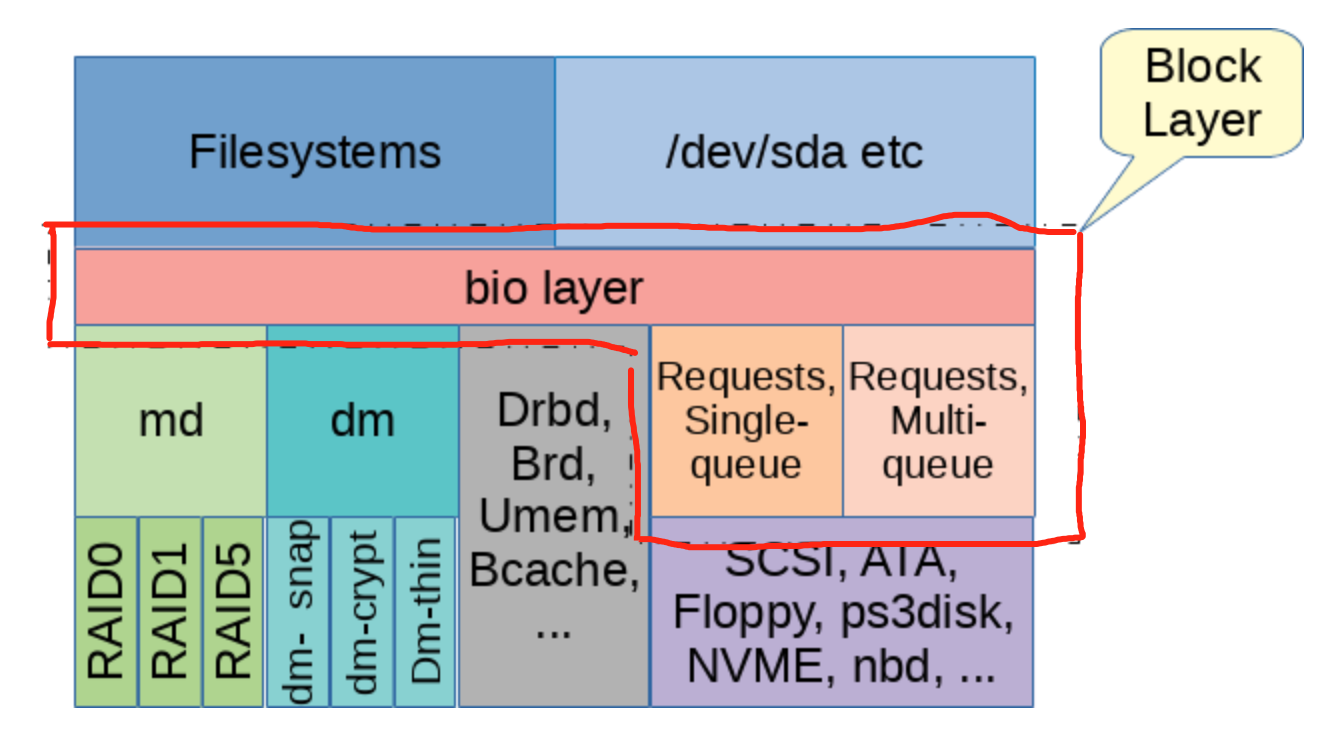 Block
Layer
Filesystems
/dev/sda etc
bio layer
md
dm
Drbd,
Brd,
Umem,
Bcache,
...
Requests,
Single-
queue
Requests,
Multi-
queue
RAID0
RAID1
RAID5
dm- snap
dm-crypt
Dm-thin
SCSI, ATA,
Floppy, ps3disk,
NVME, nbd, ...